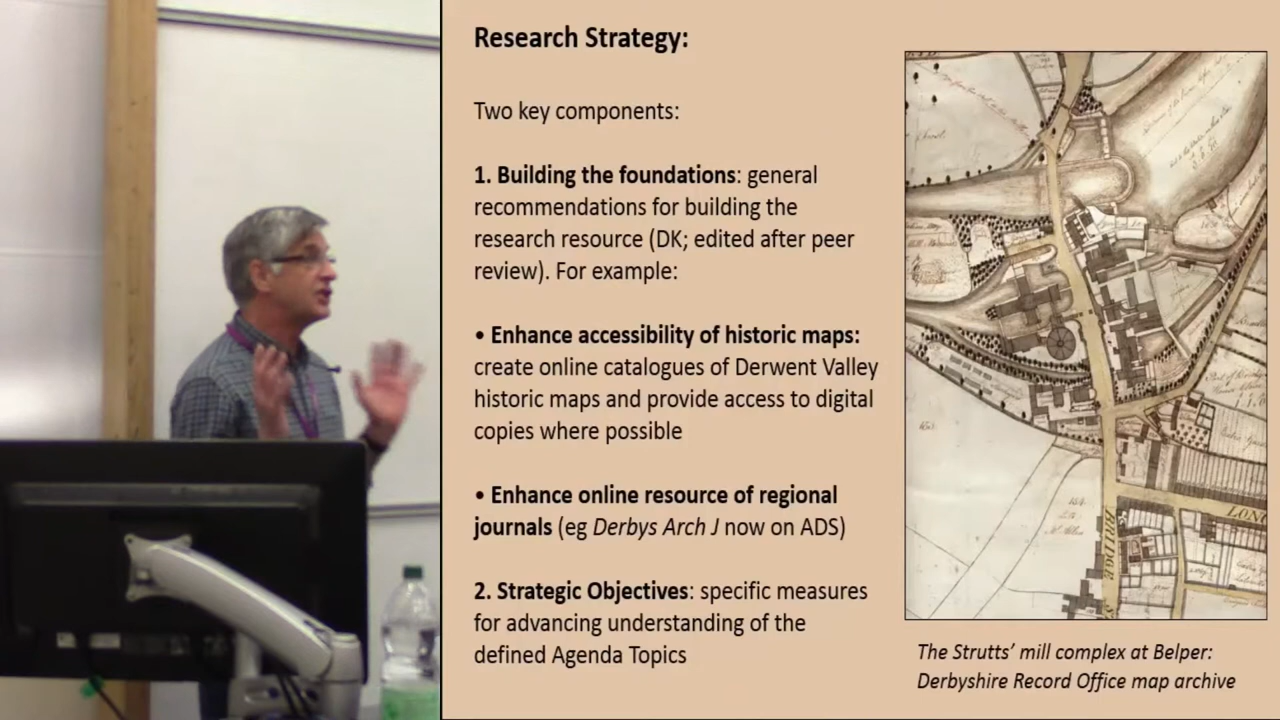 Research Strategy:
Two key components:
1. Building the foundations: general
recommendations for building the
research resource (DK; edited after peer
review). For example:
• Enhance accessibility of historic maps:
create online catalogues of Derwent Valley
historic maps and provide access to digital
copies where possible
• Enhance online resource of regional
journals (eg Derbys Arch J now on ADS)
2. Strategic Objectives: specific measures
for advancing understanding of the
defined Agenda Topics
BRIDGE
LONG
The Strutts' mill complex at Belper:
Derbyshire Record Office map archive